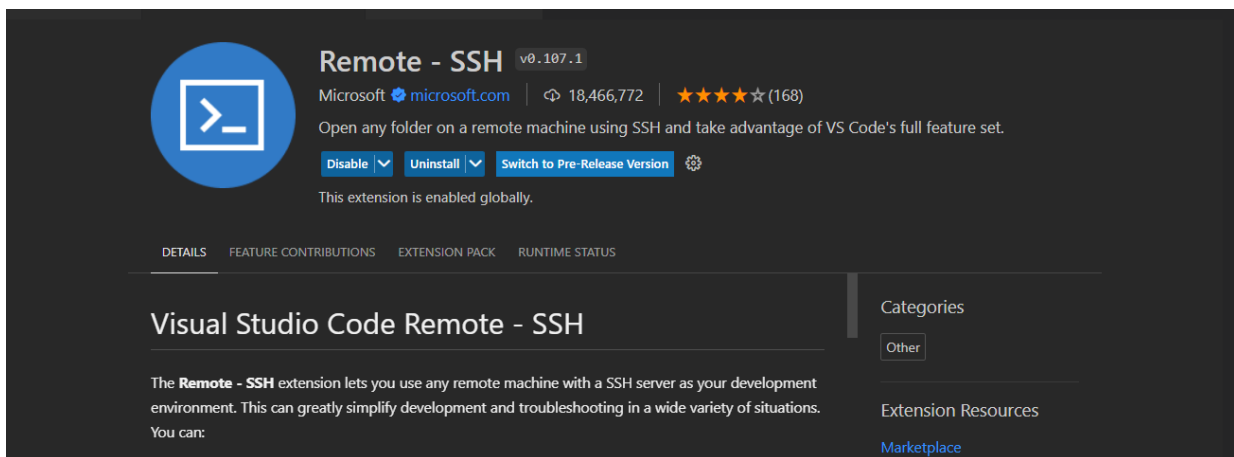 Remote - SSH v0.107.1
Microsoft microsoft.com 18,466,772 (168)
Open any folder on a remote machine using SSH and take advantage of VS Code's full feature set.
Disable Uninstall Switch to Pre-Release Version
This extension is enabled globally.
DETAILS FEATURE CONTRIBUTIONS EXTENSION PACK RUNTIME STATUS
Visual Studio Code Remote - SSH
The Remote - SSH extension lets you use any remote machine with a SSH server as your development
environment. This can greatly simplify development and troubleshooting in a wide variety of situations.
You can:
Categories
Other
Extension Resources
Marketplace